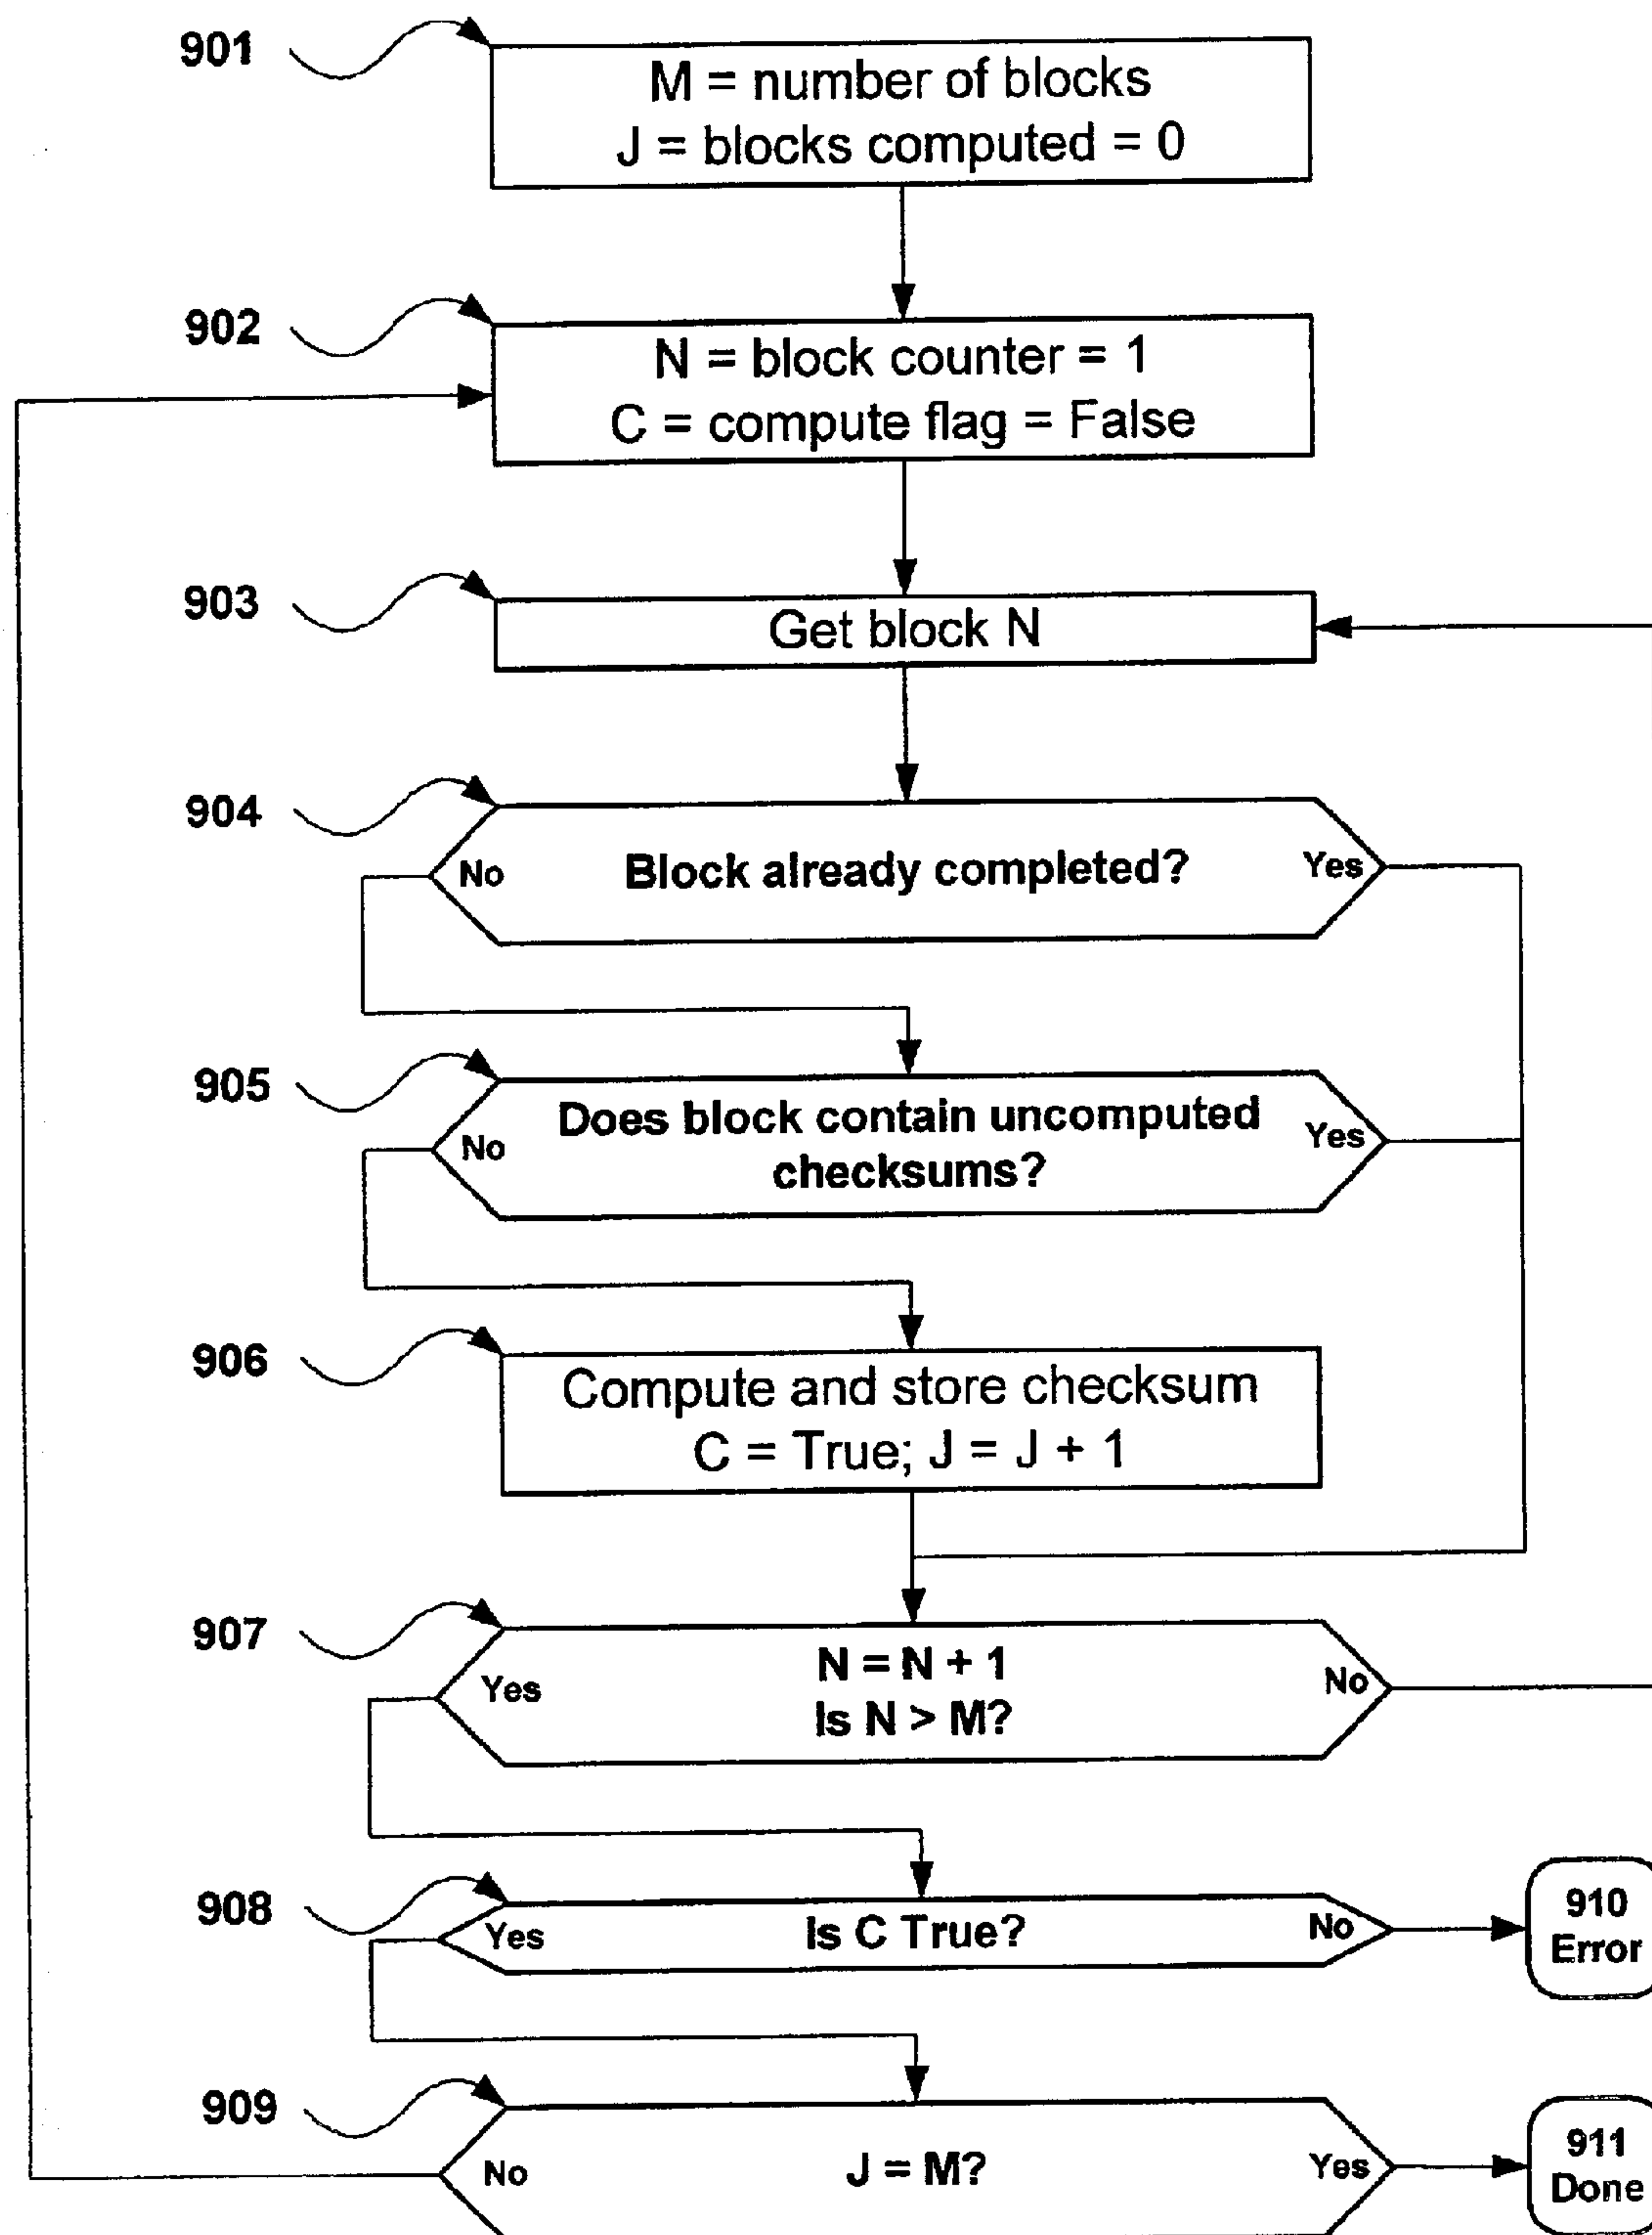 901
M = number of blocks
J = blocks computed = 0
902
N = block counter = 1
C = compute flag = False
903
Get block N
904
No
Block already completed?
Yes
905
No
Does block contain uncomputed
checksums?
Yes
906
Compute and store checksum
C = True; J = J + 1
907
Yes
N = N + 1
Is N > M?
No
908
Yes
Is C True?
No
910
Error
909
No
J = M?
Yes
911
Done